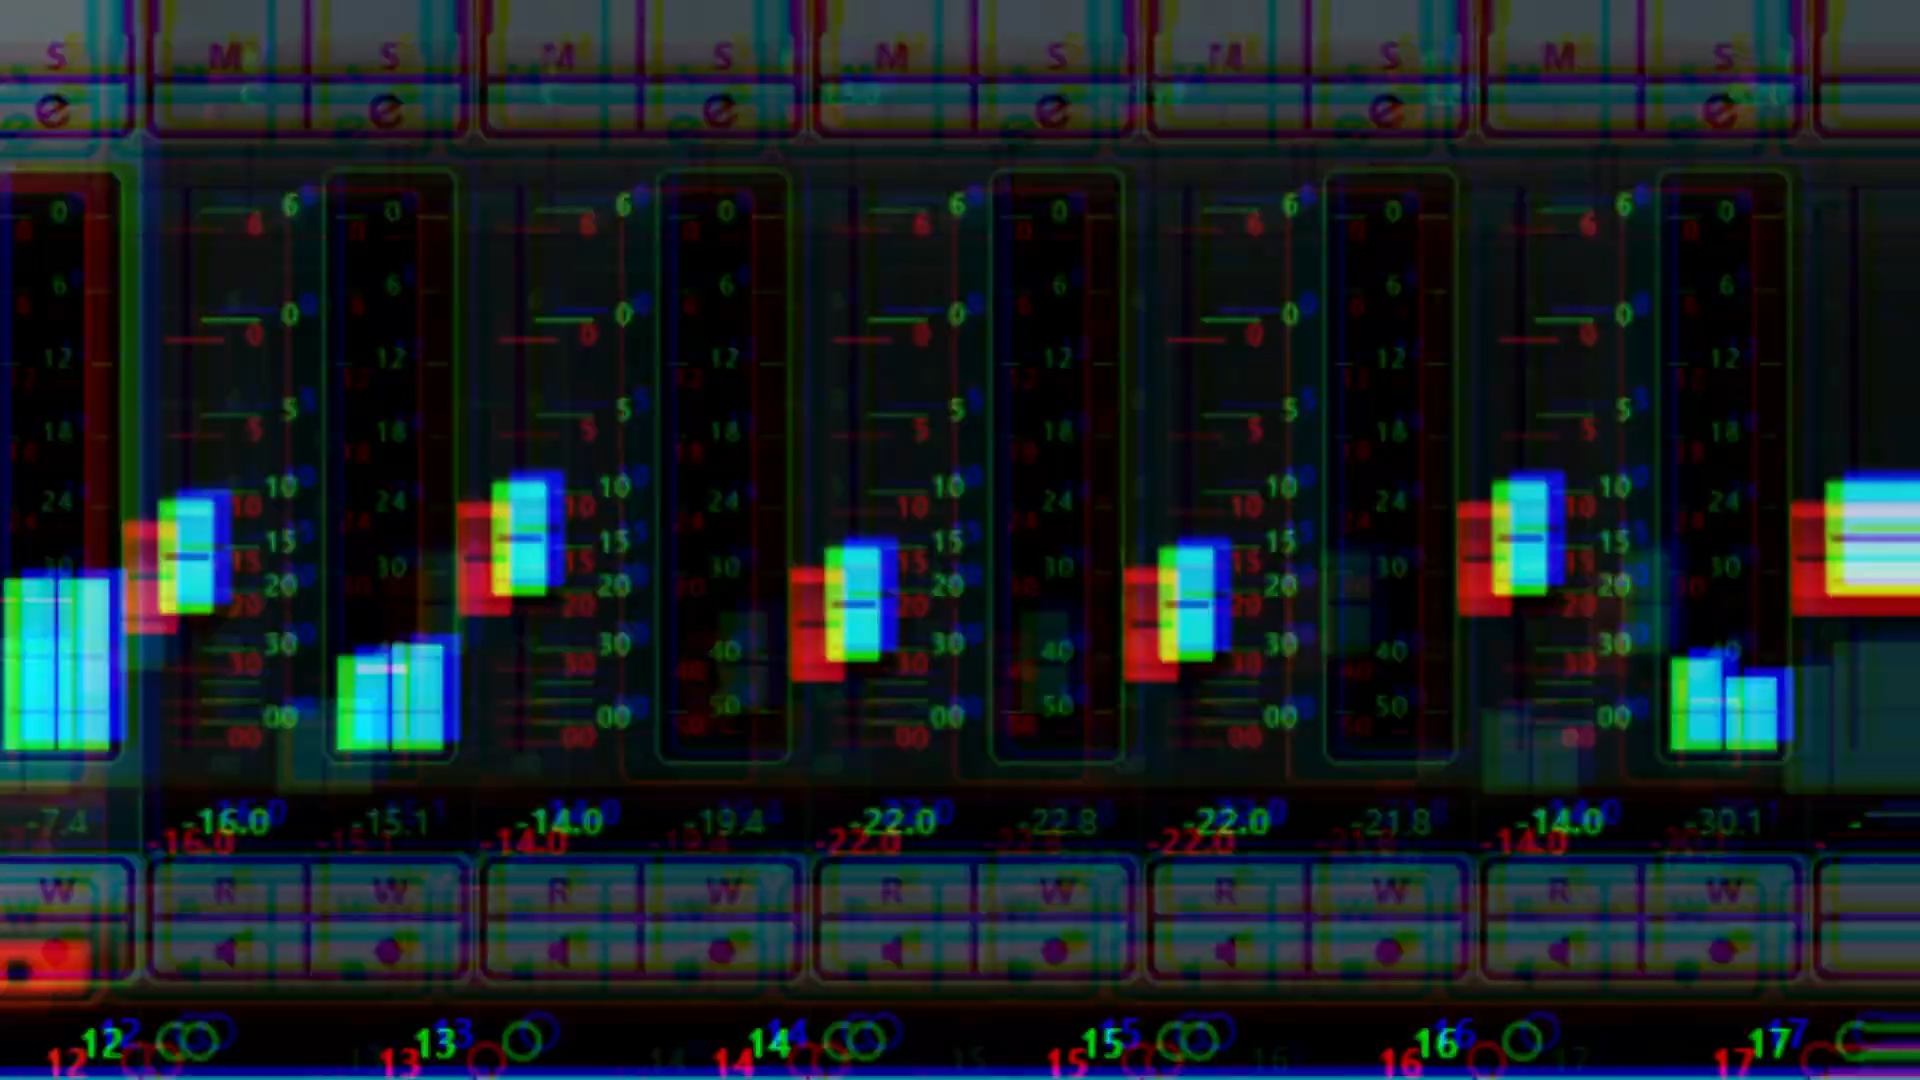 S M S M S M S M S M S
e e e e e e
0 6 0 6 0 6 0 6 0 6 0
6 0 6 0 6 0 6 0 6 0 6
12 5 12 5 12 5 12 5 12 5 12
18 18 18 18 18 18
24 10 24 10 24 10 24 10 24 10 24
30 15 30 15 30 15 30 15 30 15 30
20 20 20 20 20
30 30 40 30 40 30 40 30 40
00 00 50 00 50 00 50 00
-7.4 -16.0 -15.1 -14.0 -19.4 -22.0 -22.8 -22.0 -21.8 -14.0 -30.1
W R W R W R W R W R W
12 13 14 15 16 17